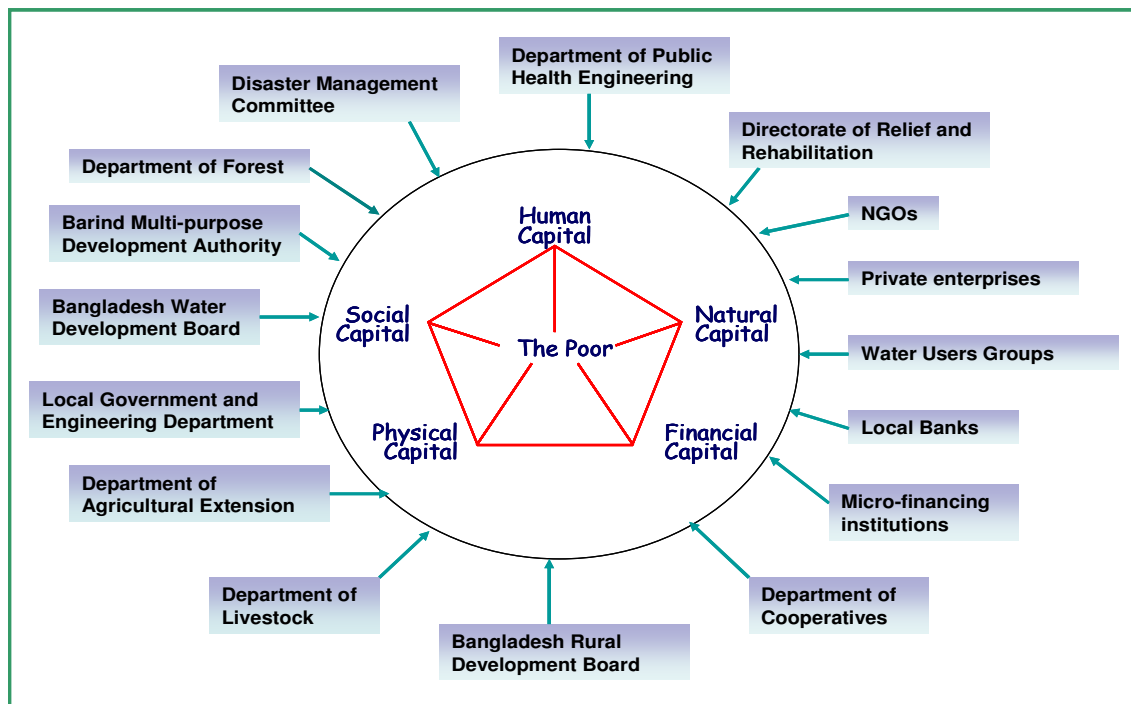 Department of Public
Health Engineering
Disaster Management
Committee
Directorate of Relief and
Rehabilitation
Department of Forest
NGOs
Barind Multi-purpose
Development Authority
Human
Capital
Private enterprises
Bangladesh Water
Development Board
Social
Capital
Natural
Capital
The Poor
Water Users Groups
Local Government and
Engineering Department
Physical
Capital
Financial
Capital
Local Banks
Department of
Agricultural Extension
Micro-financing
institutions
Department of
Livestock
Bangladesh Rural
Development Board
Department of
Cooperatives